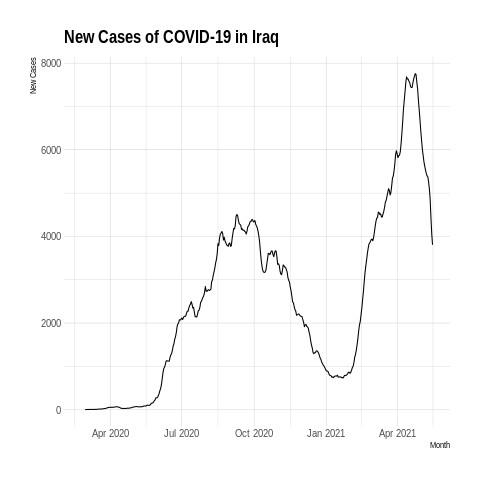 New Cases of COVID-19 in Iraq
New Cases
8000
6000
4000
2000
0
Apr 2020 Jul 2020 Oct 2020 Jan 2021 Apr 2021
Month